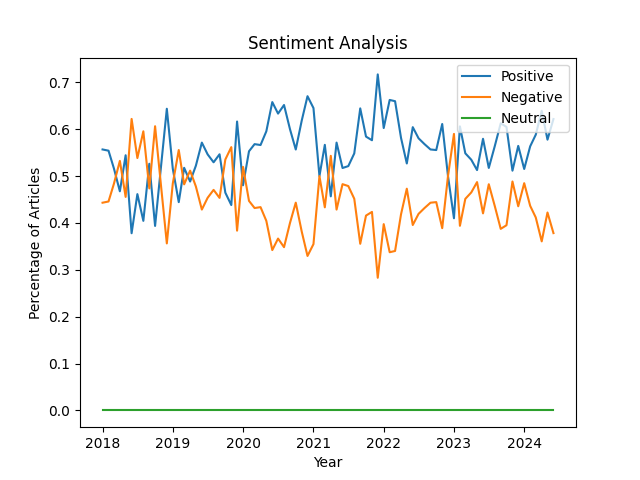 Sentiment Analysis
Positive
Negative
Neutral
0.7
0.6
0.5
0.4
0.3
0.2
0.1
0.0
Percentage of Articles
2018 2019 2020 2021 2022 2023 2024
Year